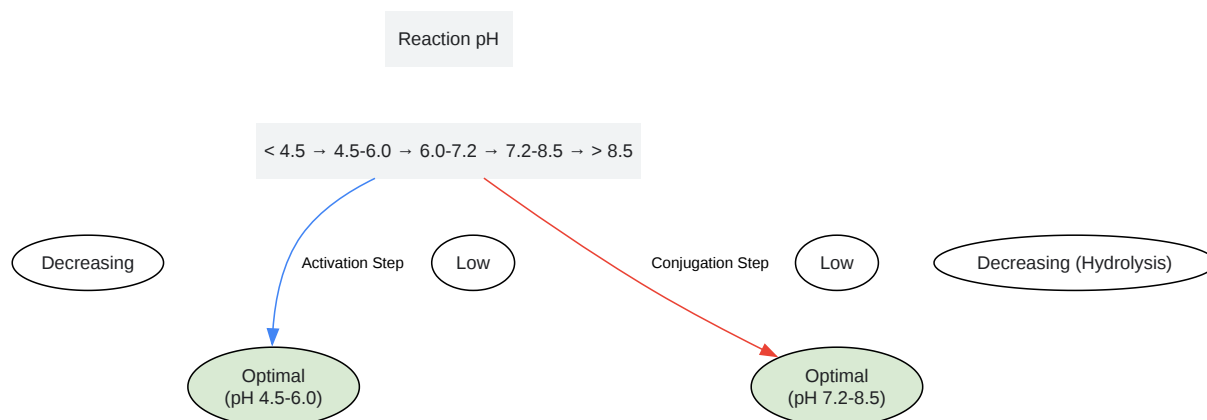 Reaction pH
< 4.5 → 4.5-6.0 → 6.0-7.2 → 7.2-8.5 → > 8.5
Decreasing
Activation Step
Low
Conjugation Step
Low
Decreasing (Hydrolysis)
Optimal
(pH 4.5-6.0)
Optimal
(pH 7.2-8.5)